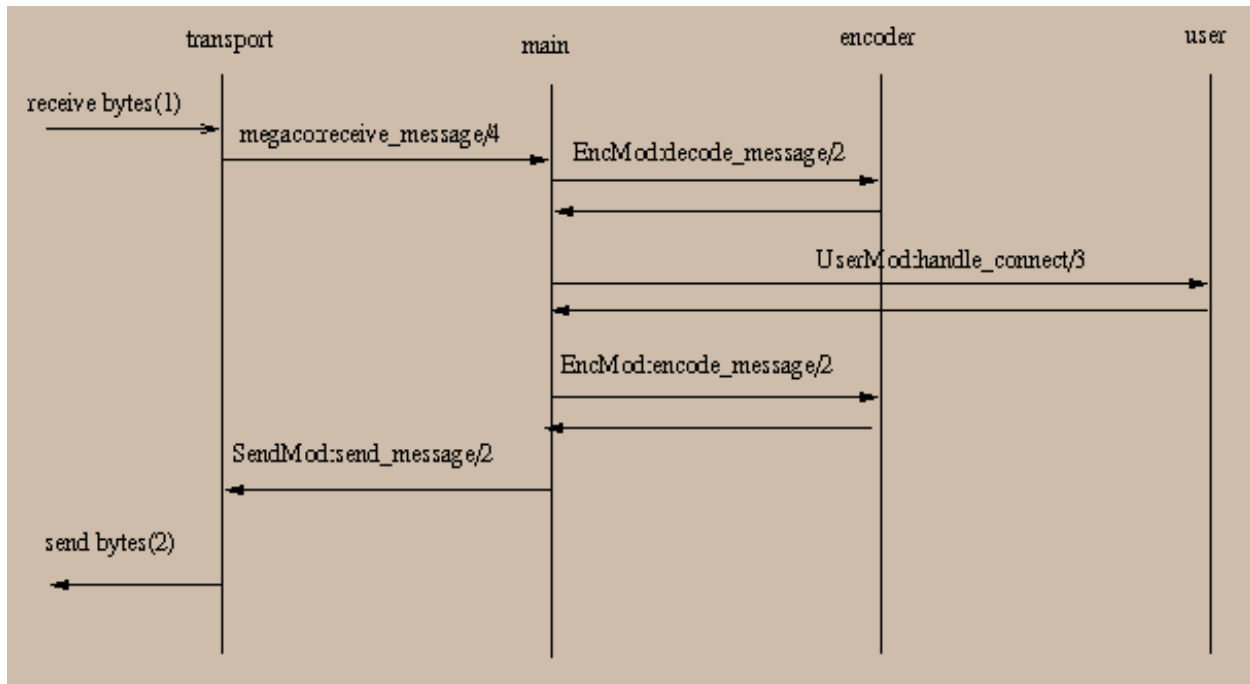 transport
main
encoder
user
receive bytes(1)
megaco:receive_message/4
EncMod:decode_message/2
UserMod:handle_connect/3
EncMod:encode_message/2
SendMod:send_message/2
send bytes(2)